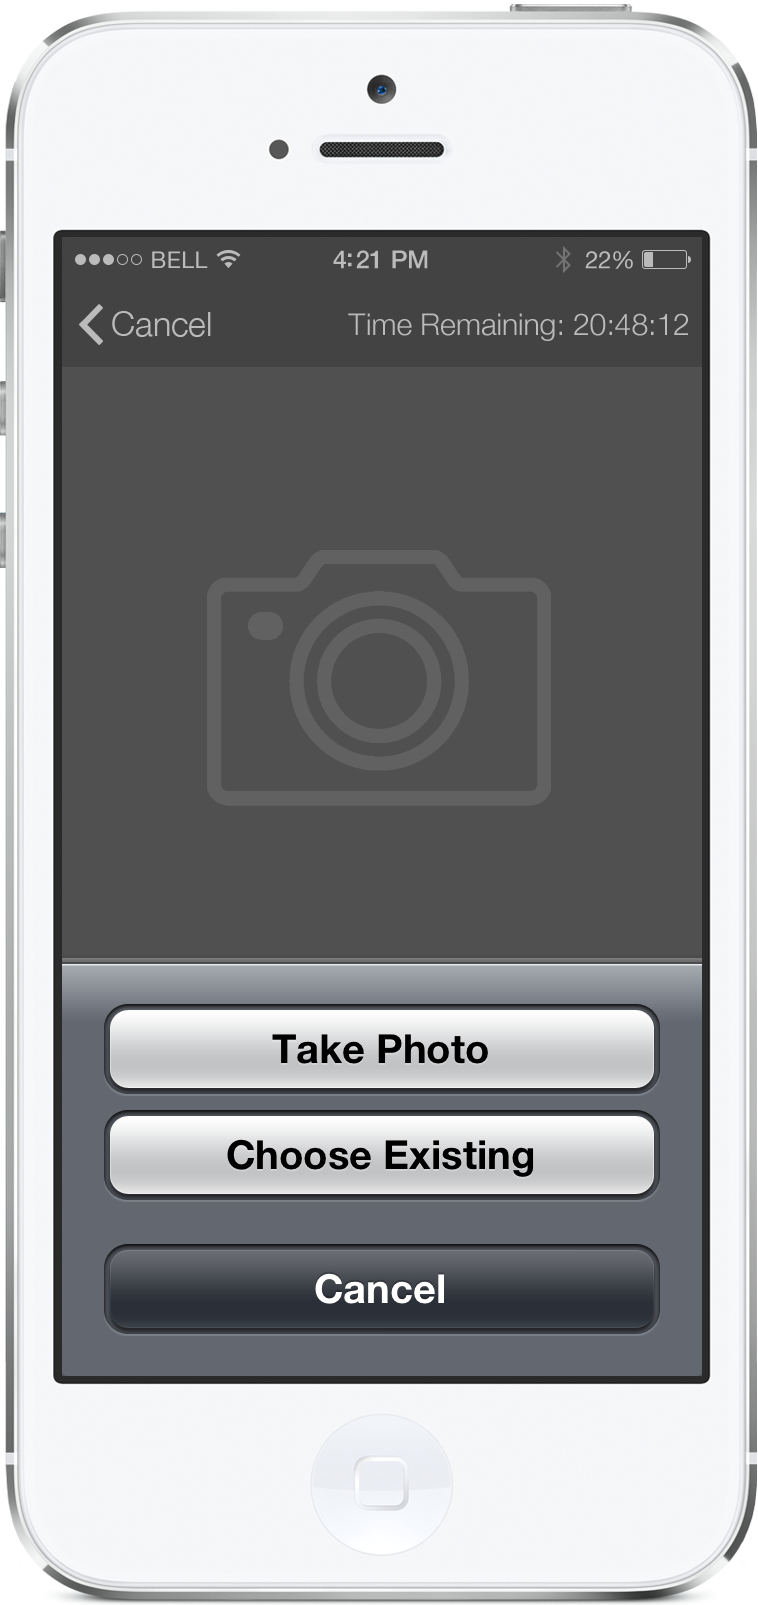 BELL 4:21 PM 22%
Cancel Time Remaining: 20:48:12
Take Photo
Choose Existing
Cancel